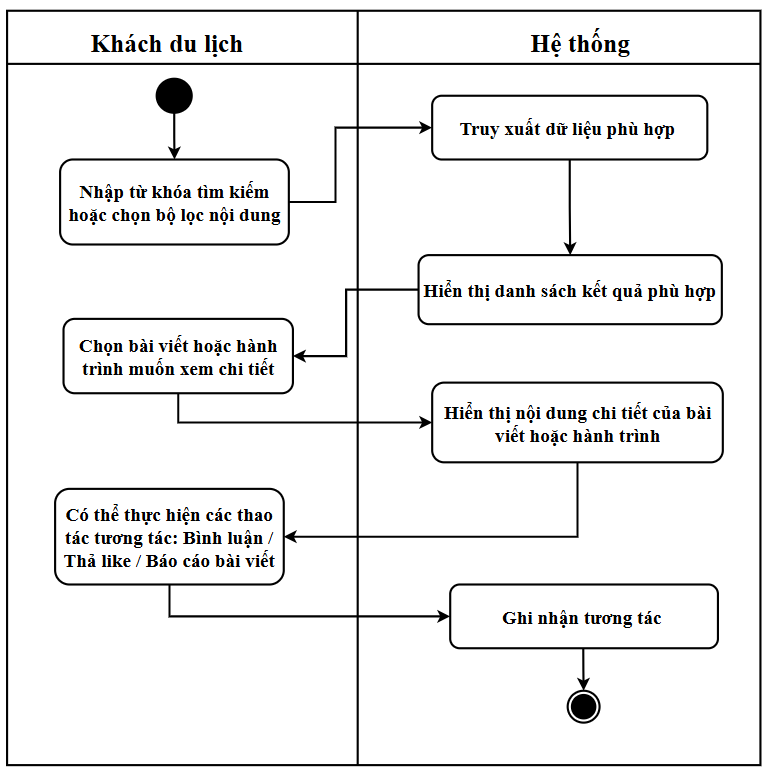 Khách du lịch
Hệ thống
Nhập từ khóa tìm kiếm
hoặc chọn bộ lọc nội dung
Truy xuất dữ liệu phù hợp
Hiển thị danh sách kết quả phù hợp
Chọn bài viết hoặc hành
trình muốn xem chi tiết
Hiển thị nội dung chi tiết của bài
viết hoặc hành trình
Có thể thực hiện các thao
tác tương tác: Bình luận /
Thả like / Báo cáo bài viết
Ghi nhận tương tác